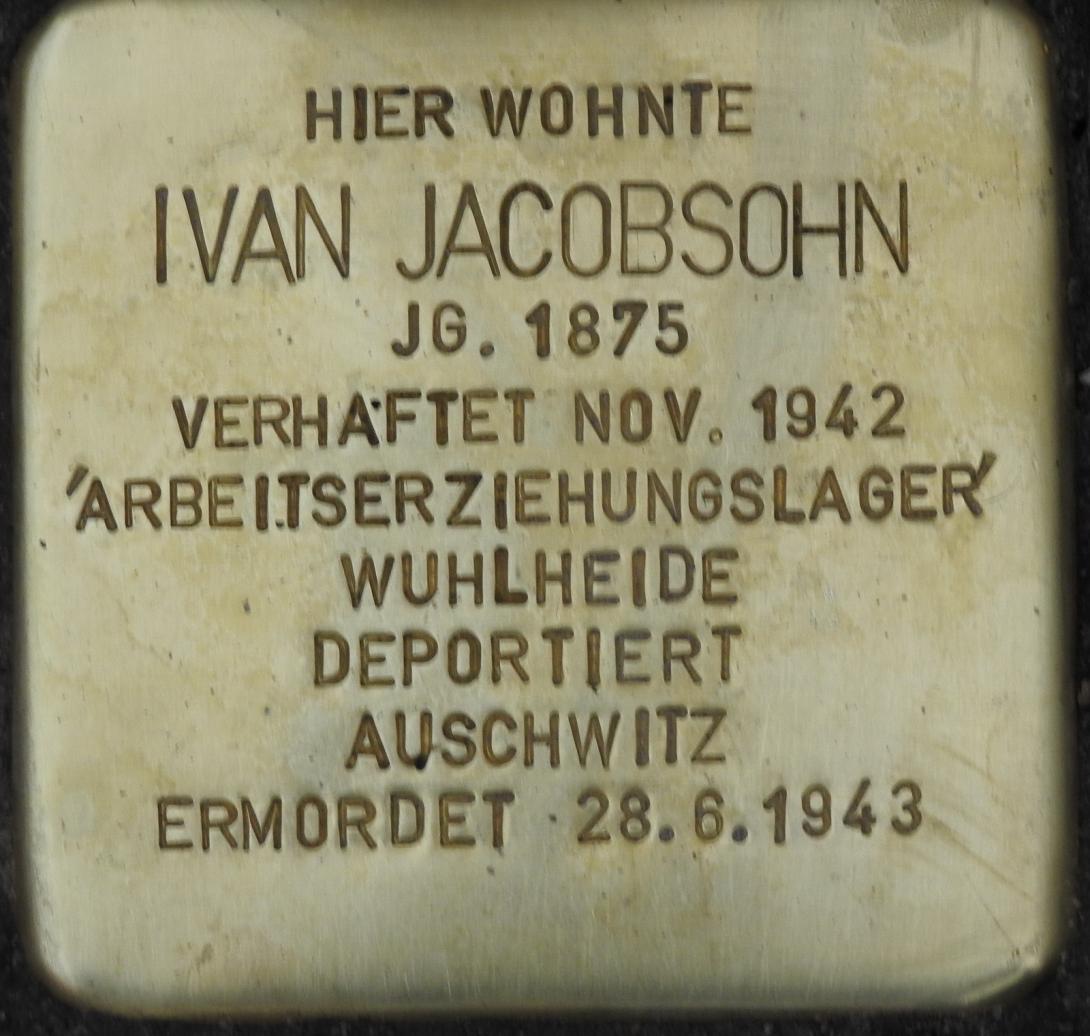 HIER WOHNTE
IVAN JACOBSOHN
JG. 1875
VERHAFTET NOV. 1942
'ARBEITSERZIEHUNGSLAGER'
WUHLHEIDE
DEPORTIERT
AUSCHWITZ
ERMORDET 28.6.1943